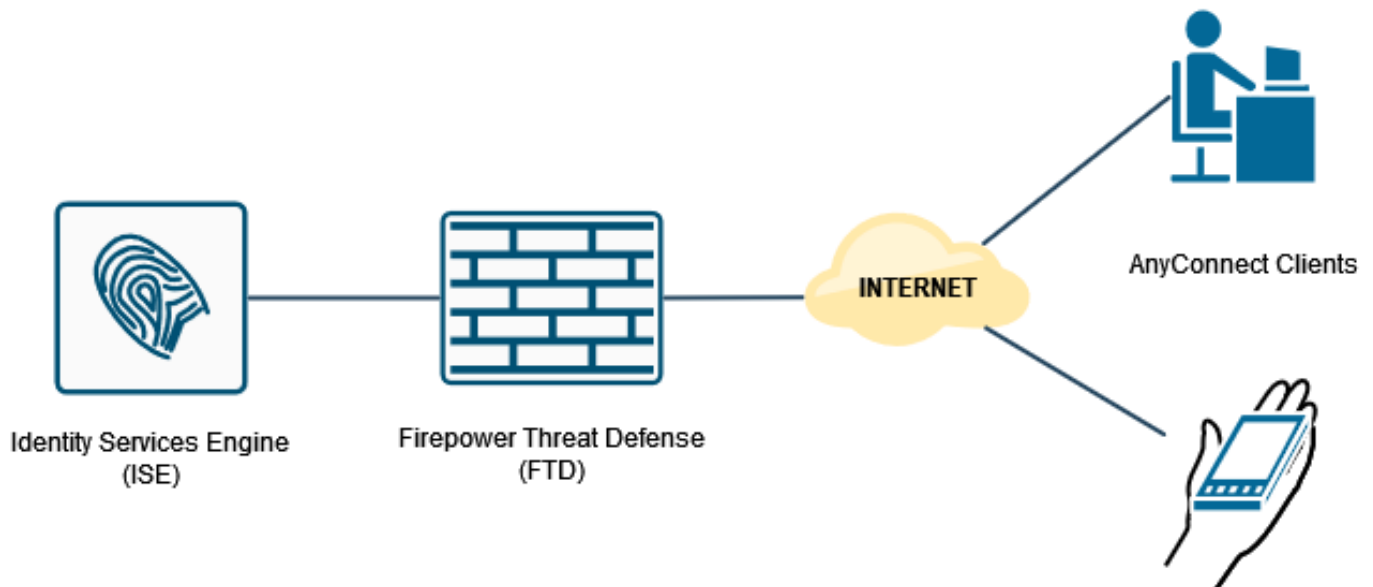 Identity Services Engine
(ISE)
Firepower Threat Defense
(FTD)
INTERNET
AnyConnect Clients